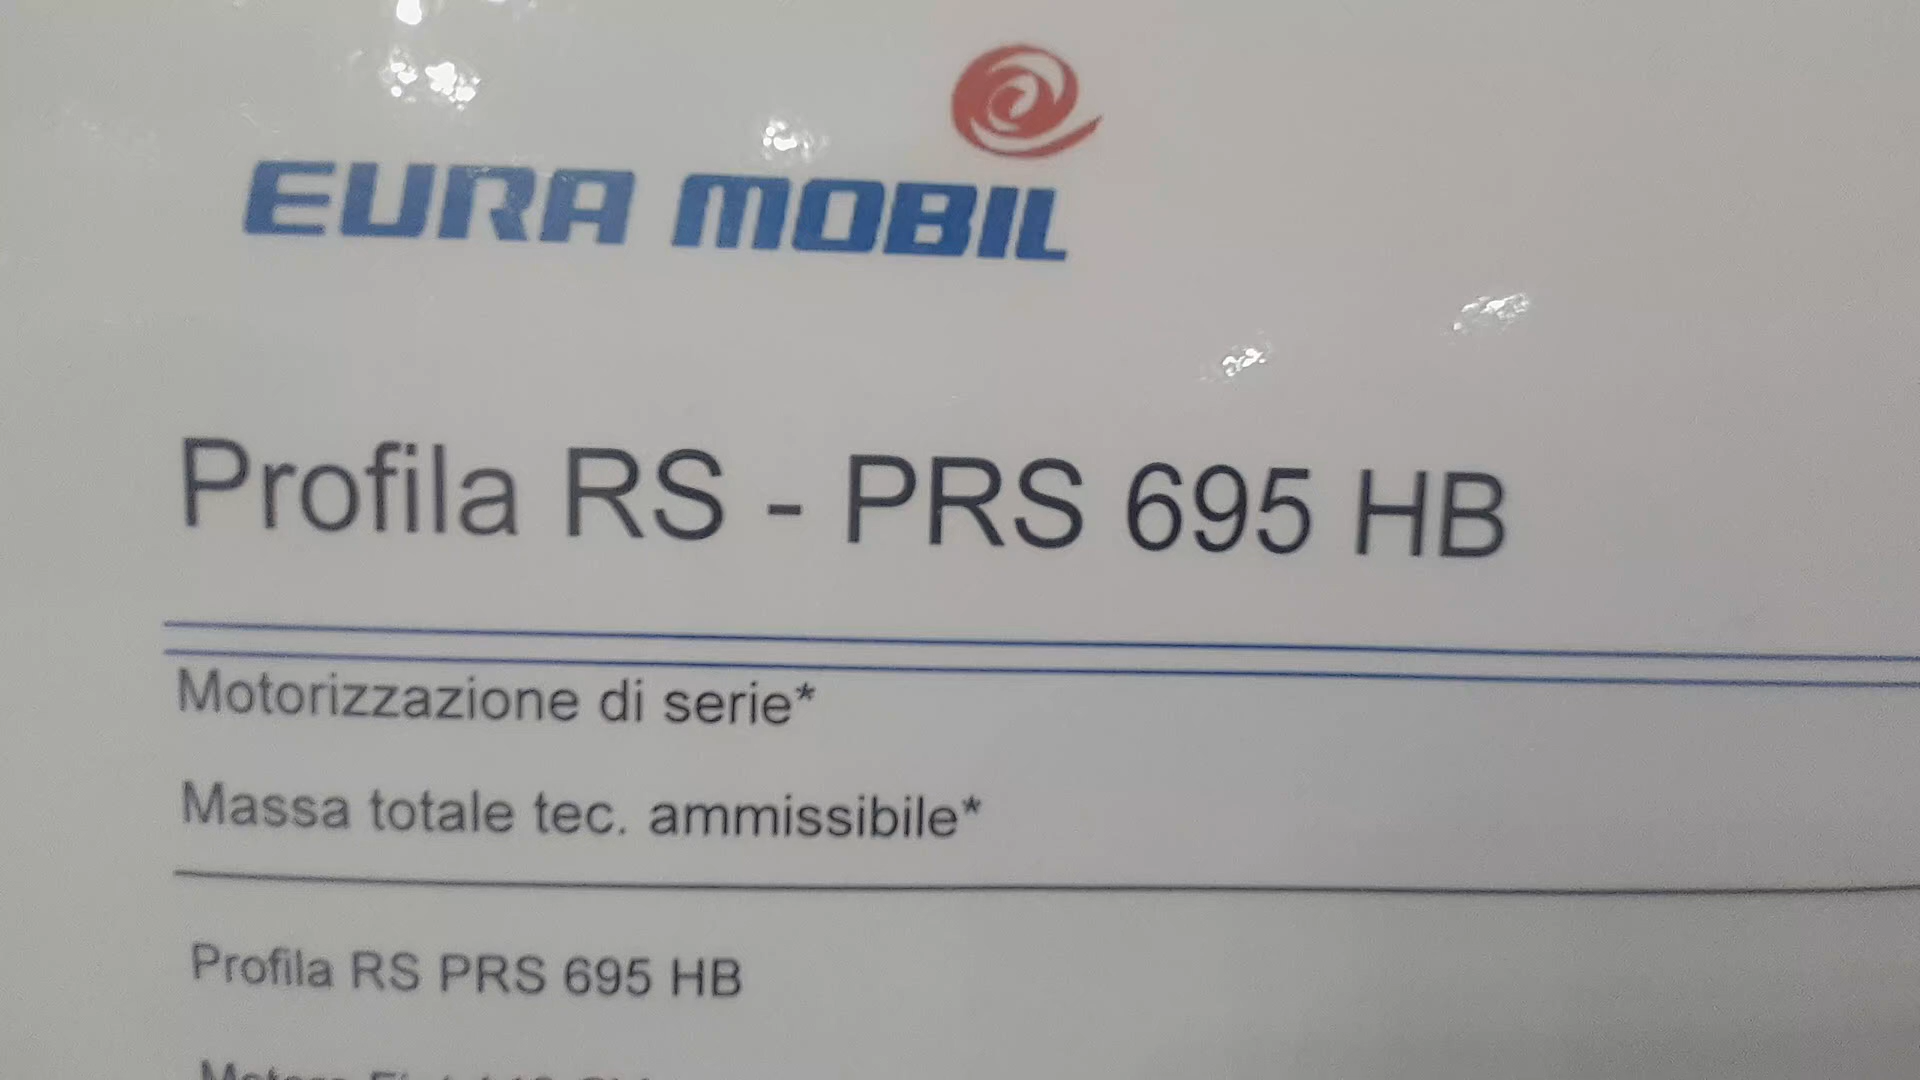 EURA MOBIL
Profila RS - PRS 695 HB
Motorizzazione di serie*
Massa totale tec. ammissibile*
Profila RS PRS 695 HB